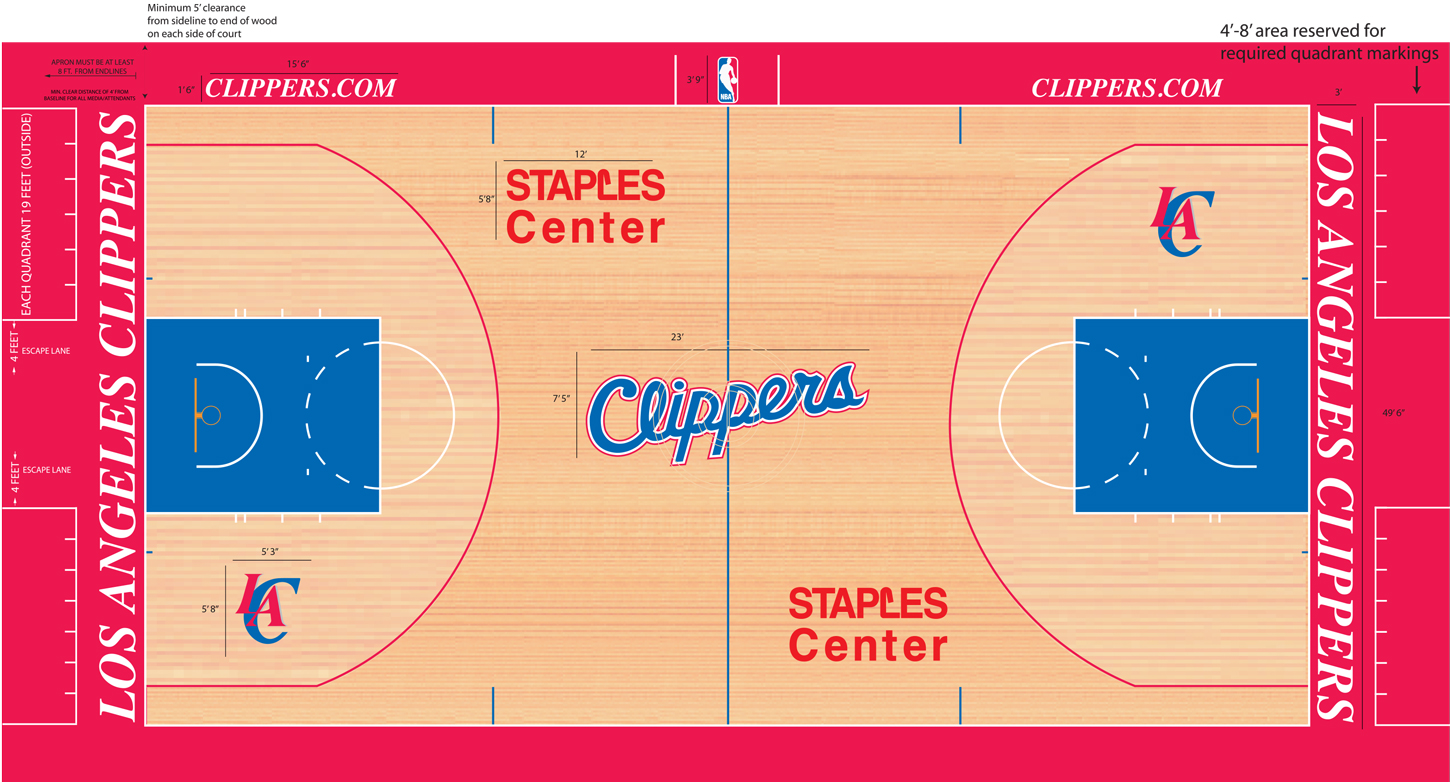 Minimum 5' clearance
from sideline to end of wood
on each side of court
4'-8' area reserved for
required quadrant markings
APRON MUST BE AT LEAST
8 FT. FROM ENDLINES
MIN. CLEAR DISTANCE OF 4' FROM
BASELINE FOR ALL MEDIA/ATTENDANTS
15' 6"
1' 6"
CLIPPERS.COM
3' 9"
NBA
CLIPPERS.COM
3'
EACH QUADRANT 19 FEET (OUTSIDE)
LOS ANGELES CLIPPERS
12'
5'8"
STAPLES
Center
LAC
LOS ANGELES CLIPPERS
4 FEET
ESCAPE LANE
23'
7' 5"
Clippers
49' 6"
4 FEET
ESCAPE LANE
5' 3"
5' 8"
LAC
STAPLES
Center